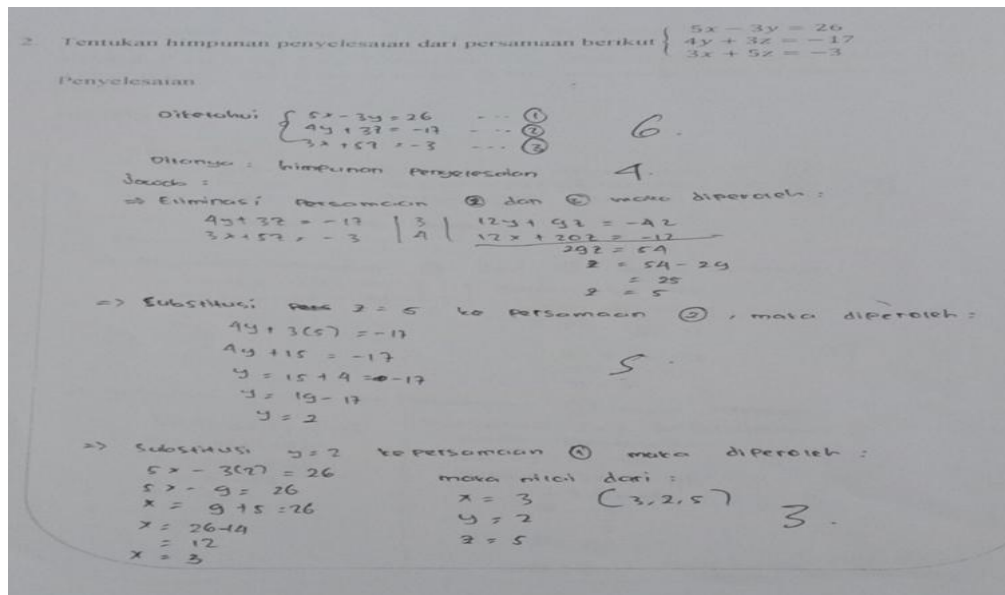 2 Tentukan himpunan penyelesaian dari persamaan berikut { 5x − 3y = 26
4y + 3z = −17
3x + 5z = −3
Penyelesaian
Diketahui { 5x - 3y = 26 --- ①
4y + 3z = -17 --- ②
3x + 5z = -3 --- ③
6.
Ditanya : himpunan penyelesaian 4.
Jawab :
=> Eliminasi persamaan dan maka diperoleh :
4y + 3z = -17 | 3 | 12y + 9z = -42
3x + 5z = -3 | 4 | 12x + 20z = -12
29z = 54
z = 54 - 29
= 25
z = 5
=> Substitusi z = 5 ke persamaan ② , maka diperoleh :
4y + 3(5) = -17
4y + 15 = -17
y = 15 + 4 = -17
y = 19 - 17
y = 2
5.
=> Substitusi y = 2 ke persamaan ① maka diperoleh :
5x - 3(2) = 26
5x - 9 = 26
x = 9 + 5 = 26
x = 26-14
= 12
x = 3
maka nilai dari :
x = 3 (3,2,5)
y = 2
z = 5
3.